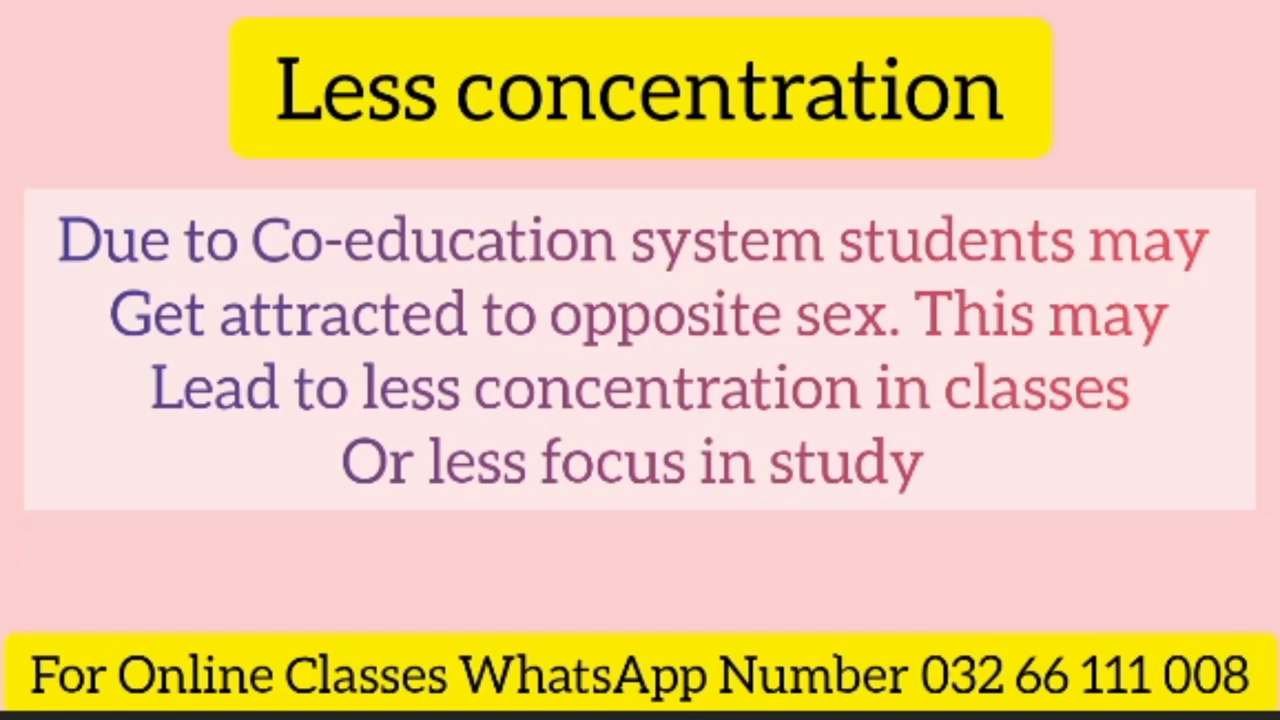 Less concentration
Due to Co-education system students may
Get attracted to opposite sex. This may
Lead to less concentration in classes
Or less focus in study
For Online Classes WhatsApp Number 032 66 111 008